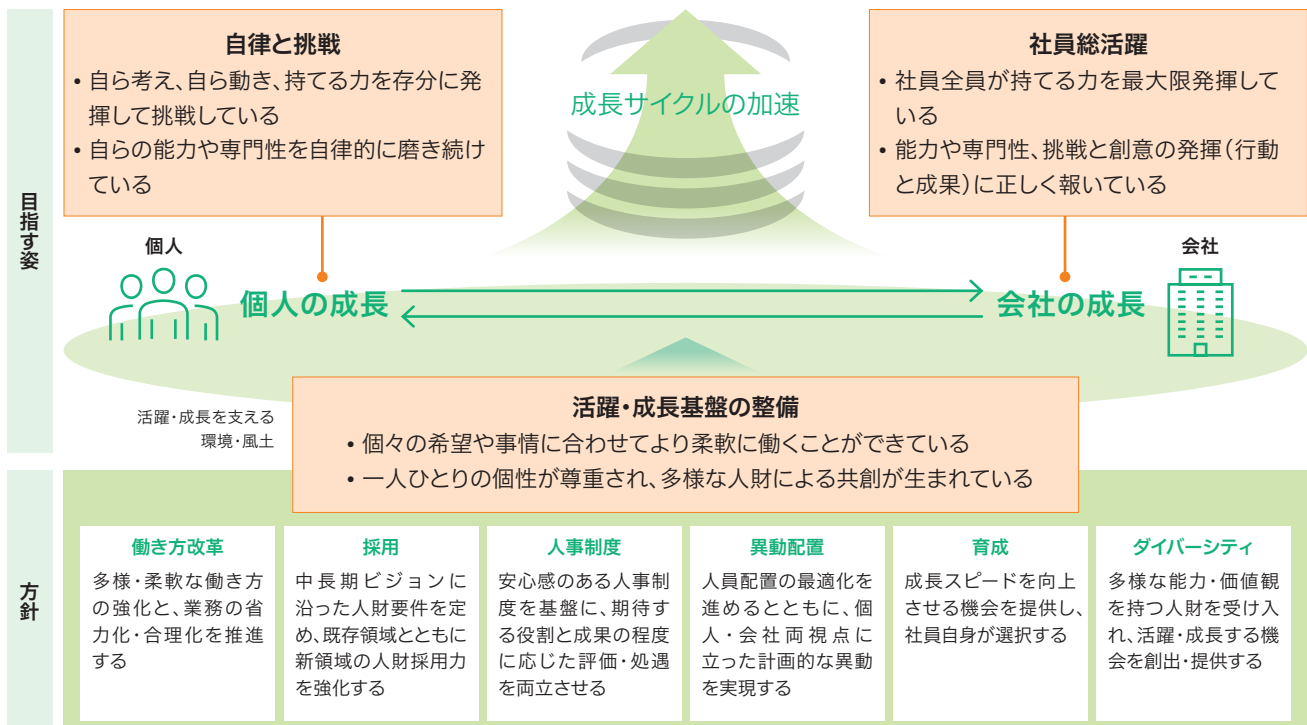 目指す姿
自律と挑戦
• 自ら考え、自ら動き、持てる力を存分に発
揮して挑戦している
• 自らの能力や専門性を自律的に磨き続け
ている
成長サイクルの加速
社員総活躍
• 社員全員が持てる力を最大限発揮して
いる
• 能力や専門性、挑戦と創意の発揮（行動
と成果）に正しく報いている
個人
個人の成長
会社
会社の成長
活躍・成長を支える
環境・風土
活躍・成長基盤の整備
• 個々の希望や事情に合わせてより柔軟に働くことができている
• 一人ひとりの個性が尊重され、多様な人財による共創が生まれている
方針
働き方改革
多様・柔軟な働き方
の強化と、業務の省
力化・合理化を推進
する
採用
中長期ビジョンに
沿った人財要件を定
め、既存領域とともに
新領域の人財採用力
を強化する
人事制度
安心感のある人事制
度を基盤に、期待す
る役割と成果の程度
に応じた評価・処遇
を両立させる
異動配置
人員配置の最適化を
進めるとともに、個
人・会社両視点に
立った計画的な異動
を実現する
育成
成長スピードを向上
させる機会を提供し、
社員自身が選択する
ダイバーシティ
多様な能力・価値観
を持つ人財を受け入
れ、活躍・成長する機
会を創出・提供する